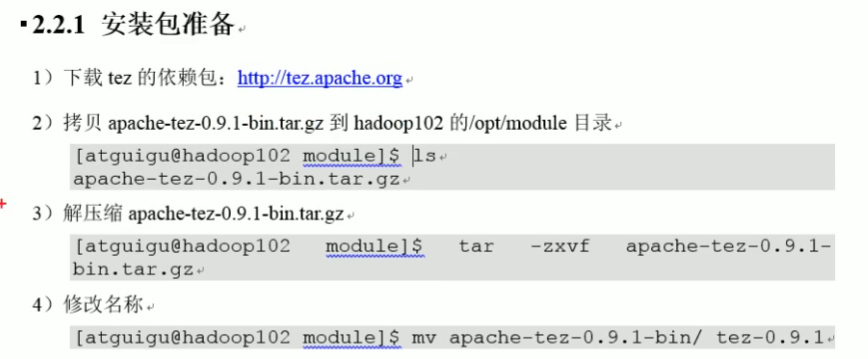 2.2.1 安装包准备
1）下载 tez 的依赖包：http://tez.apache.org
2）拷贝 apache-tez-0.9.1-bin.tar.gz 到 hadoop102 的/opt/module 目录
[atguigu@hadoop102 module]$ ls
apache-tez-0.9.1-bin.tar.gz
3）解压缩 apache-tez-0.9.1-bin.tar.gz
[atguigu@hadoop102 module]$ tar -zxvf apache-tez-0.9.1-
bin.tar.gz
4）修改名称
[atguigu@hadoop102 module]$ mv apache-tez-0.9.1-bin/ tez-0.9.1